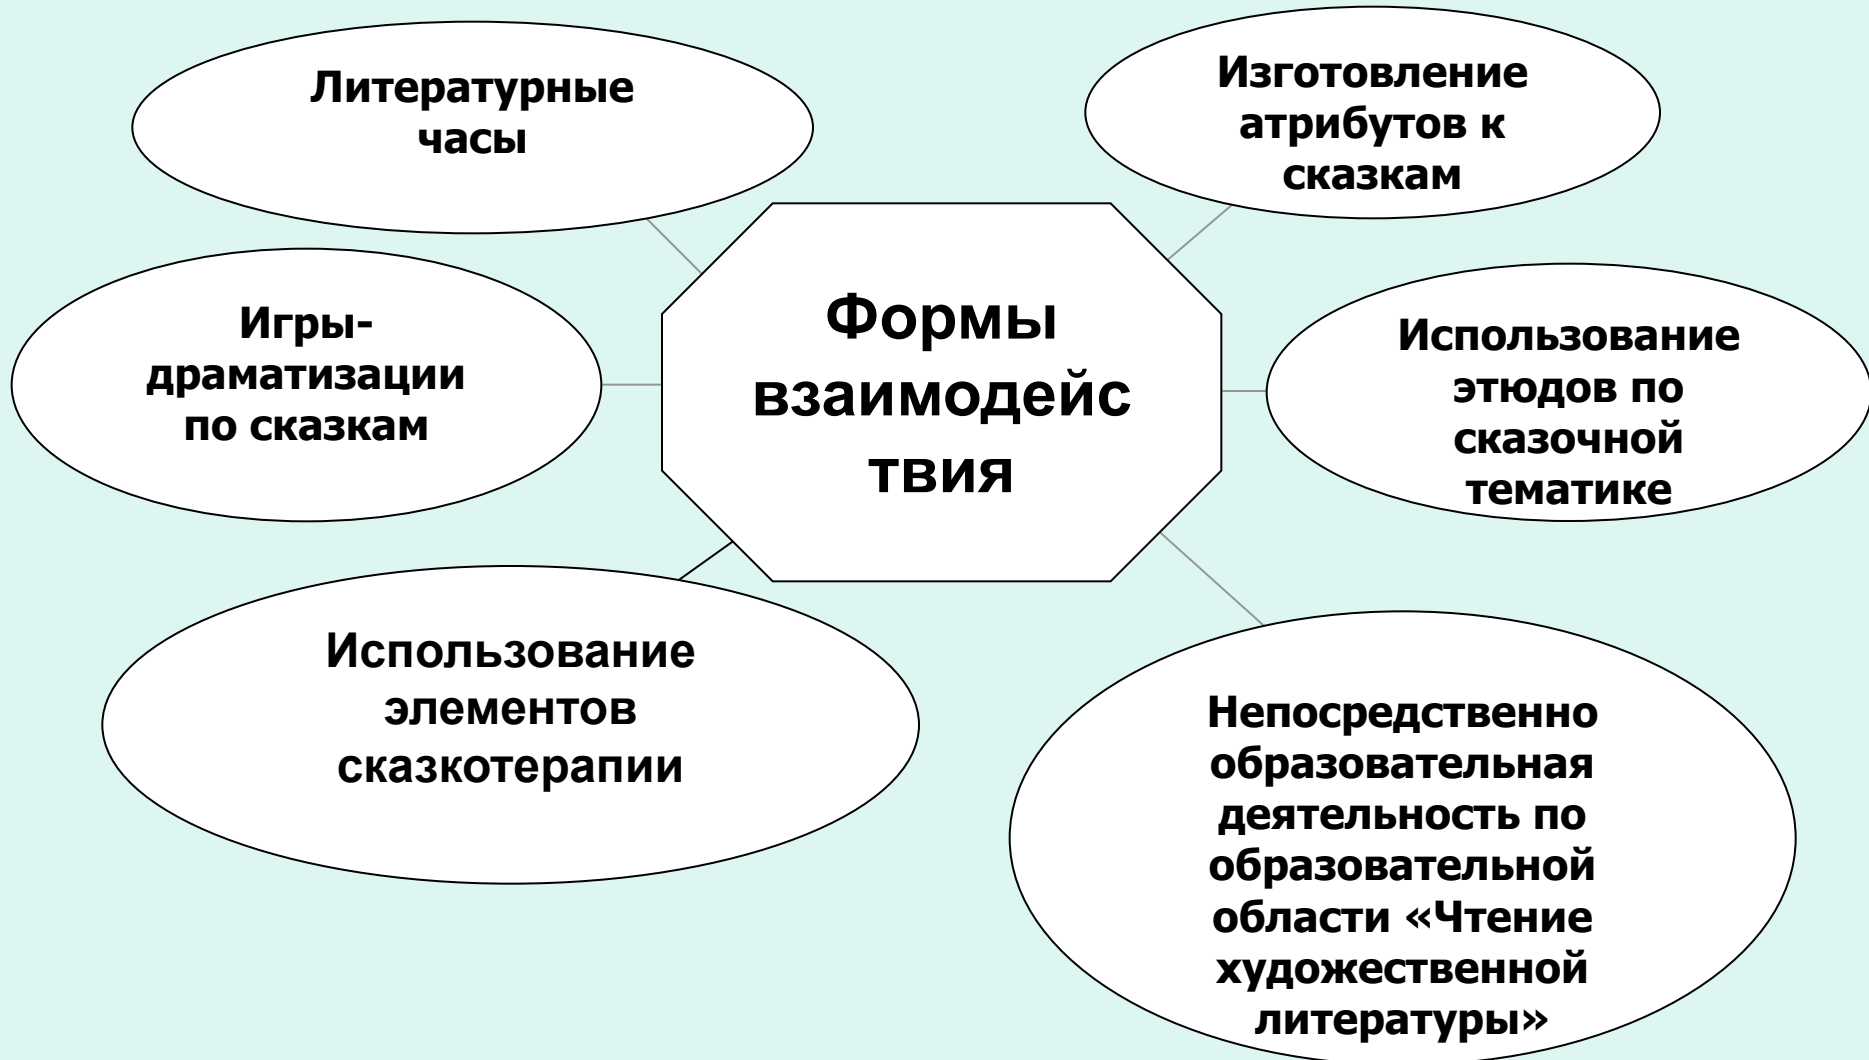 Литературные
часы
Изготовление
атрибутов к
сказкам
Формы
взаимодейс
твия
Игры-
драматизации
по сказкам
Использование
этюдов по
сказочной
тематике
Использование
элементов
сказкотерапии
Непосредственно
образовательная
деятельность по
образовательной
области «Чтение
художественной
литературы»